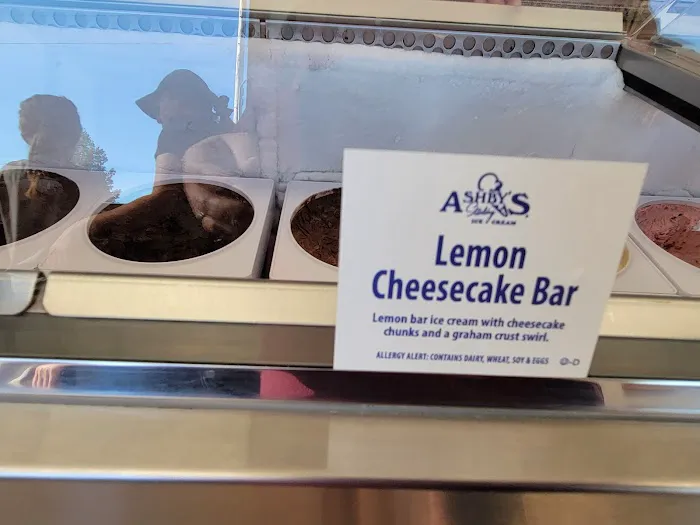 ASHBY'S
Sterling
ICE CREAM
Lemon
Cheesecake Bar
Lemon bar ice cream with cheesecake
chunks and a graham crust swirl.
ALLERGY ALERT: CONTAINS DAIRY, WHEAT, SOY & EGGS